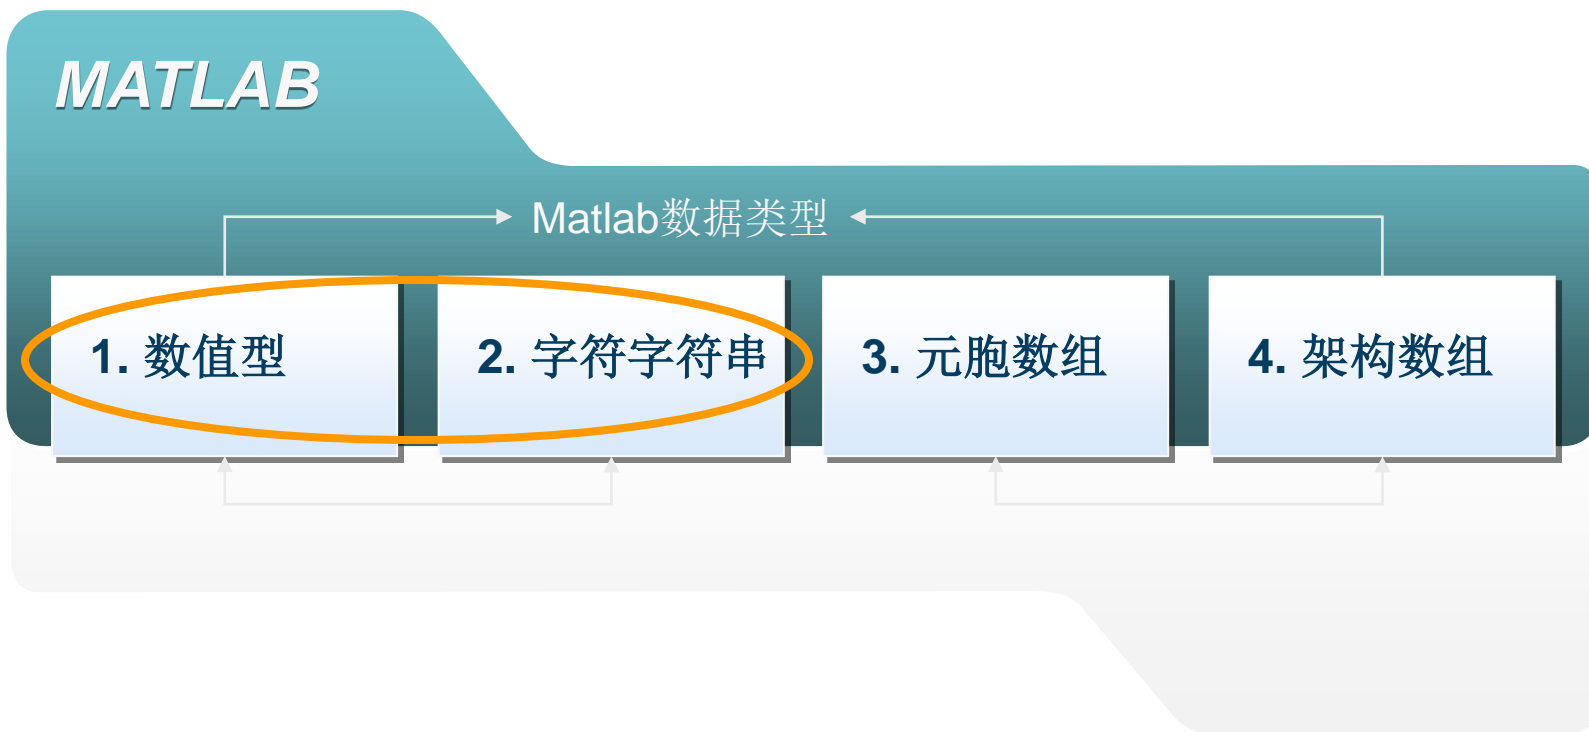 MATLAB
Matlab数据类型
1. 数值型
2. 字符字符串
3. 元胞数组
4. 架构数组